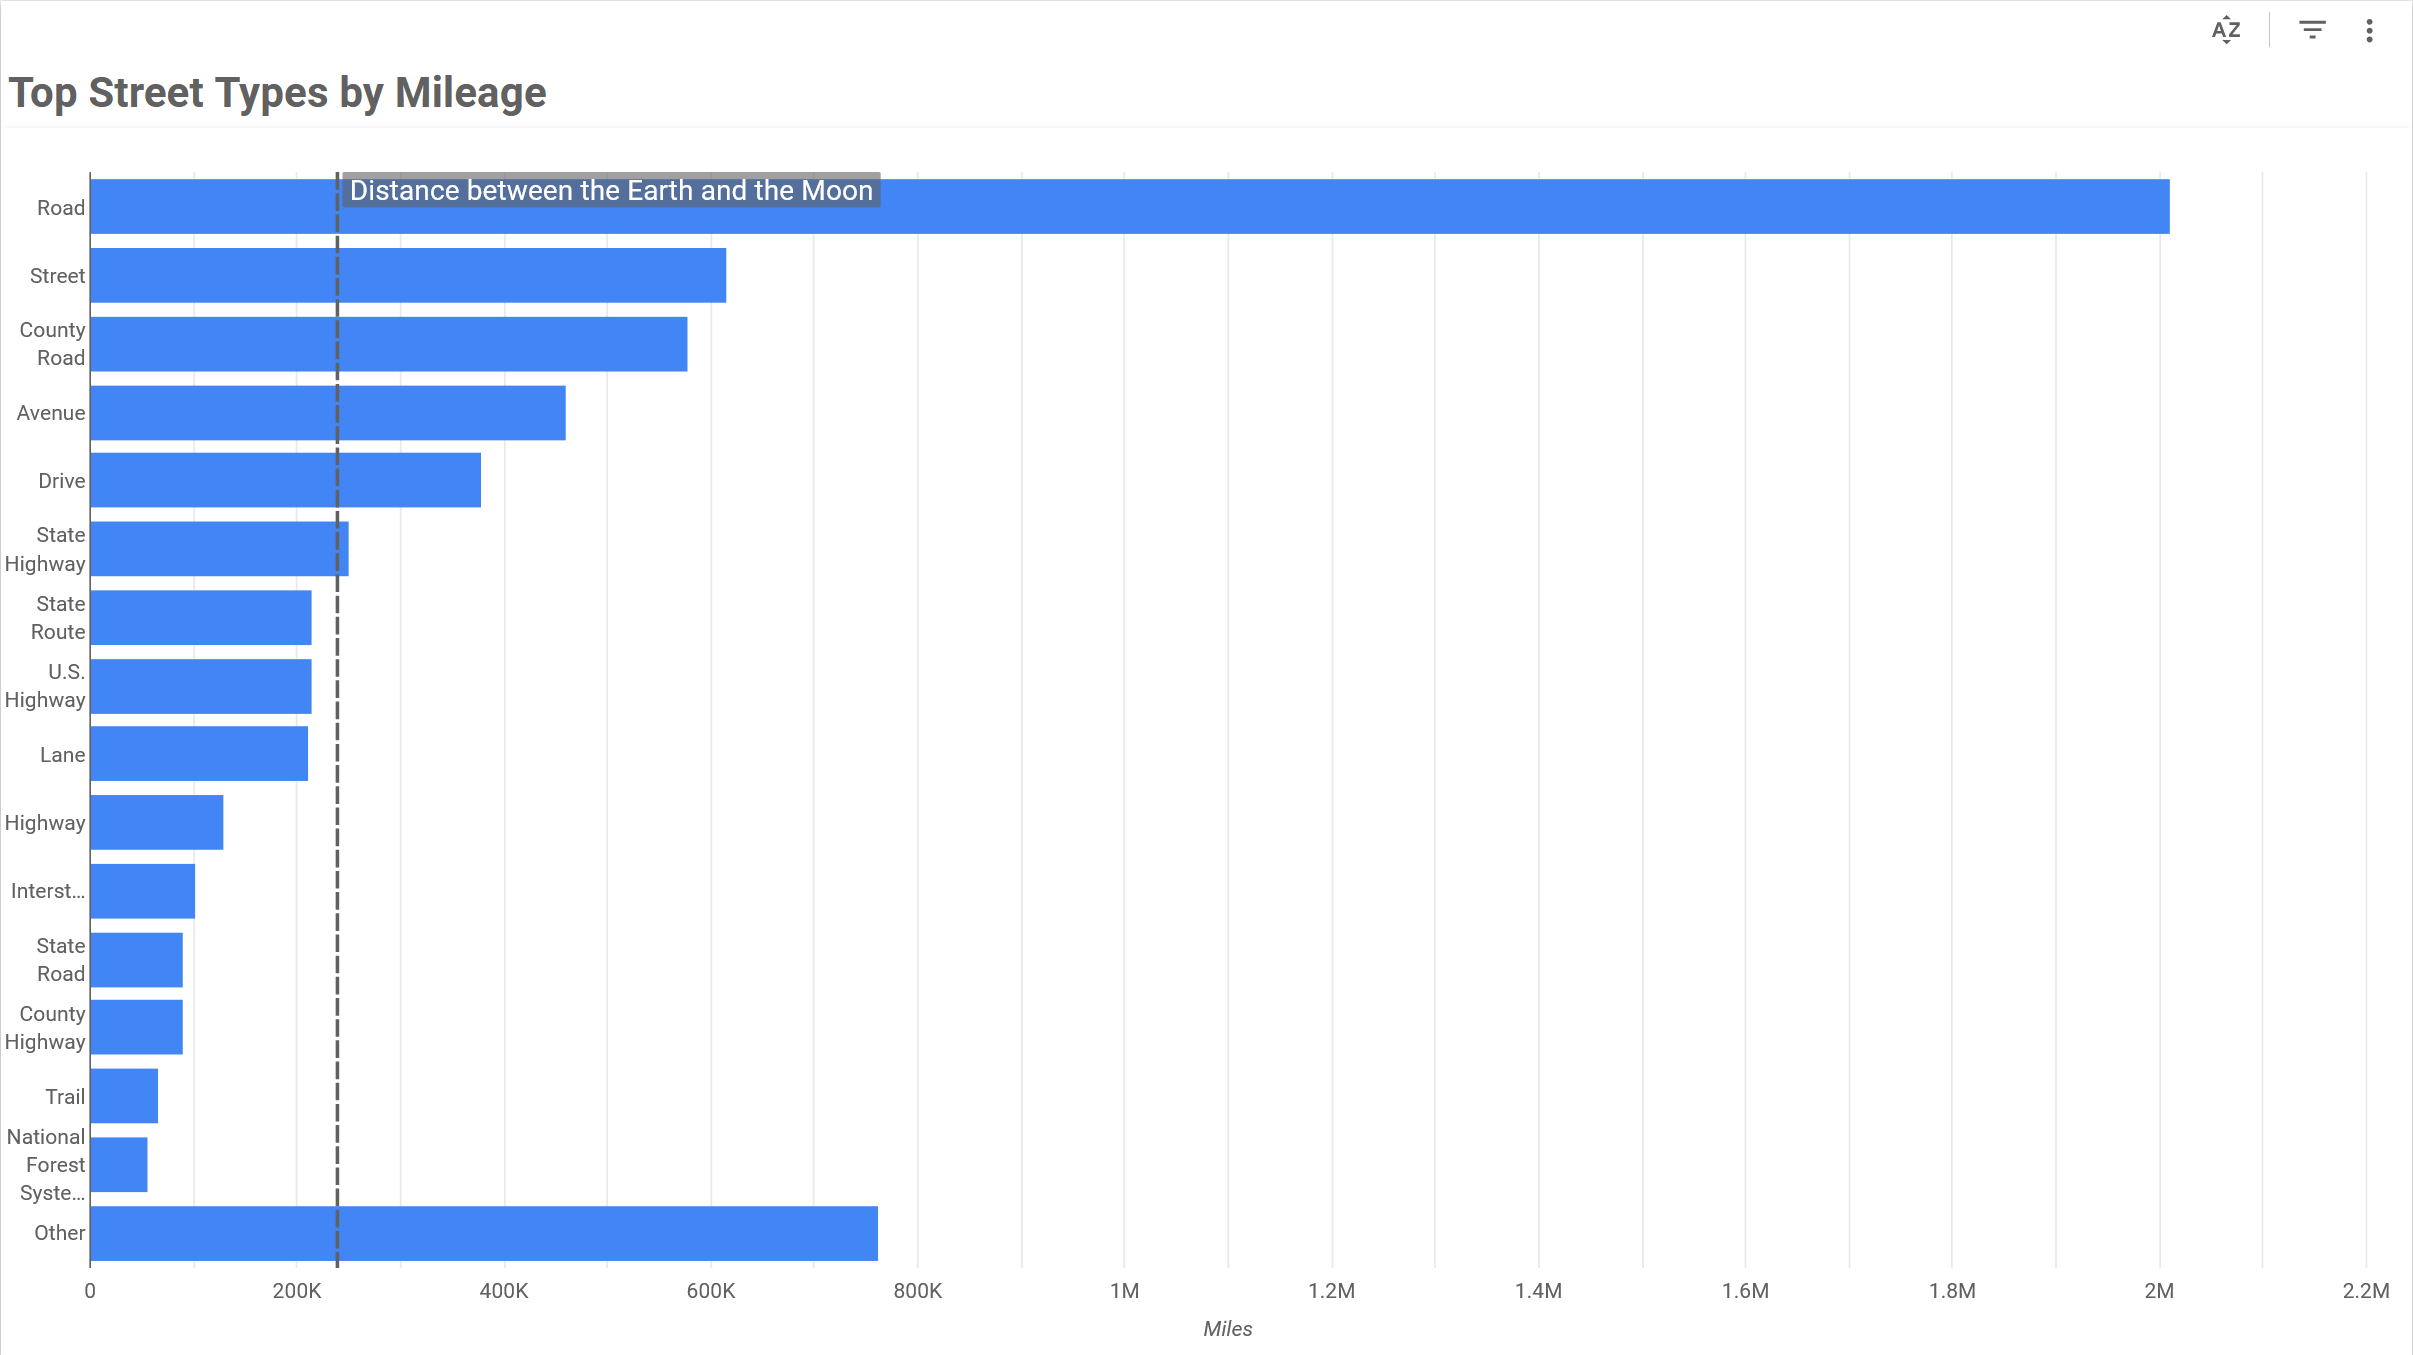 AZ
Top Street Types by Mileage
Distance between the Earth and the Moon
Road
Street
County
Road
Avenue
Drive
State
Highway
State
Route
U.S.
Highway
Lane
Highway
Interst…
State
Road
County
Highway
Trail
National
Forest
Syste…
Other
0 200K 400K 600K 800K 1M 1.2M 1.4M 1.6M 1.8M 2M 2.2M
Miles